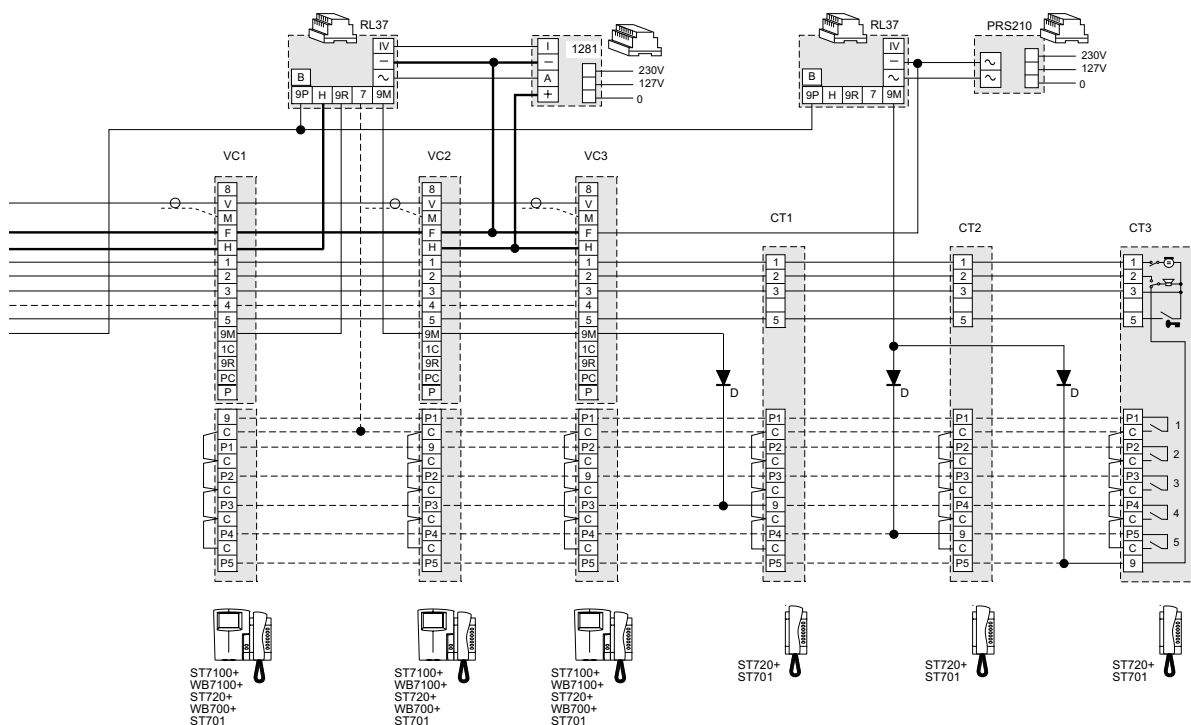 RL37
IV
—
~
B
9P H 9R 7 9M
1281
I
—
A
+
230V
127V
0
RL37
IV
—
~
B
9P H 9R 7 9M
PRS210
~
~
230V
127V
0
VC1
8
V
M
F
H
1
2
3
4
5
9M
1C
9R
PC
P
9
C
P1
C
P2
C
P3
C
P4
C
P5
VC2
8
V
M
F
H
1
2
3
4
5
9M
1C
9R
PC
P
P1
C
9
C
P2
C
P3
C
P4
C
P5
VC3
8
V
M
F
H
1
2
3
4
5
9M
1C
9R
PC
P
P1
C
P2
C
9
C
P3
C
P4
C
P5
D
CT1
1
2
3
5
P1
C
P2
C
P3
C
9
C
P4
C
P5
D
CT2
1
2
3
5
P1
C
P2
C
P3
C
P4
C
9
C
P5
D
CT3
1
2
3
5
P1
C
P2
C
P3
C
P4
C
P5
C
9
1
2
3
4
5
ST7100+
WB7100+
ST720+
WB700+
ST701
ST7100+
WB7100+
ST720+
WB700+
ST701
ST7100+
WB7100+
ST720+
WB700+
ST701
ST720+
ST701
ST720+
ST701
ST720+
ST701